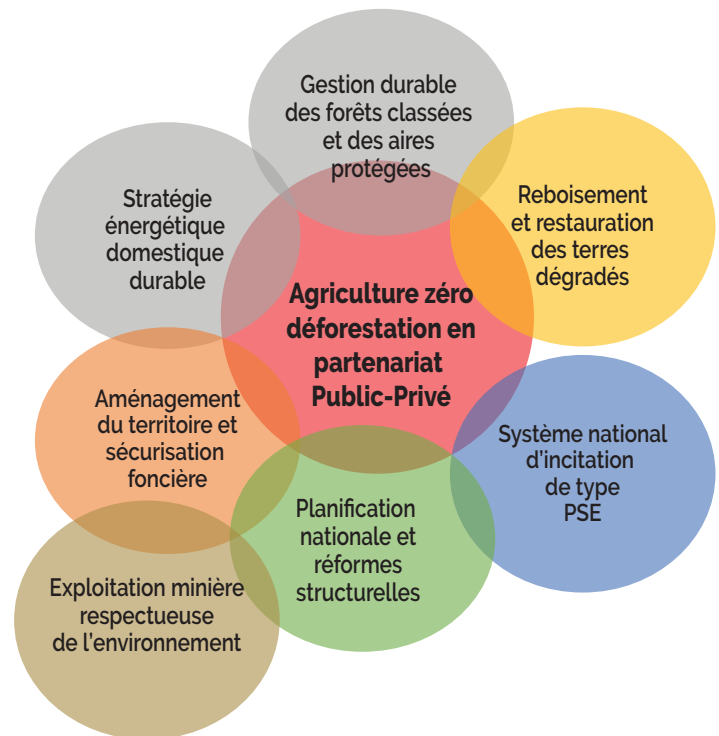 Gestion durable
des forêts classées
et des aires
protégées
Stratégie
énergétique
domestique
durable
Reboisement
et restauration
des terres
dégradés
Agriculture zéro
déforestation en
partenariat
Public-Privé
Aménagement
du territoire et
sécurisation
foncière
Système national
d'incitation
de type
PSE
Planification
nationale et
réformes
structurelles
Exploitation minière
respectueuse
de l'environnement